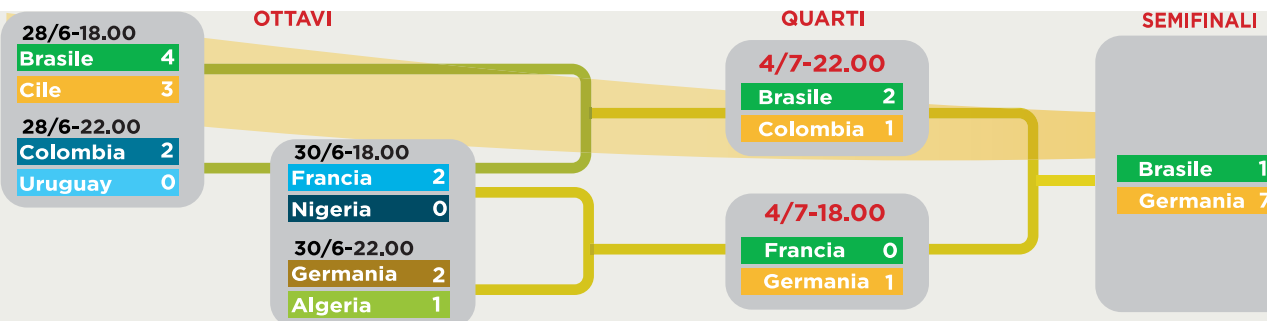 OTTAVI
28/6-18.00
Brasile 4
Cile 3
28/6-22.00
Colombia 2
Uruguay 0
30/6-18.00
Francia 2
Nigeria 0
30/6-22.00
Germania 2
Algeria 1
QUARTI
4/7-22.00
Brasile 2
Colombia 1
4/7-18.00
Francia 0
Germania 1
SEMIFINALI
Brasile 1
Germania 7